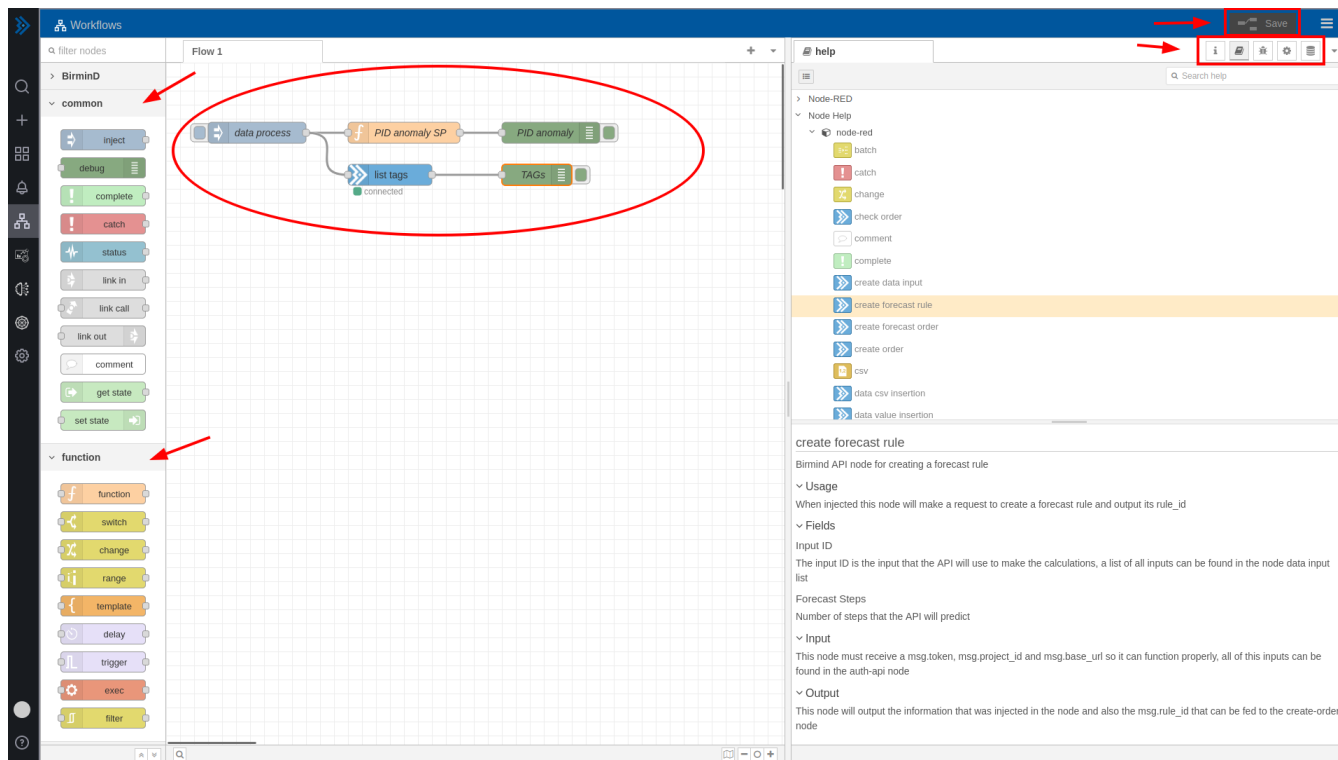 Workflows
Save
filter nodes
BirminD
common
inject
debug
complete
catch
status
link in
link call
link out
comment
get state
set state
function
function
switch
change
range
template
delay
trigger
exec
filter
Flow 1
data process
PID anomaly SP
PID anomaly
list tags
TAGs
connected
help
Search help
Node-RED
Node Help
node-red
batch
catch
change
check order
comment
complete
create data input
create forecast rule
create forecast order
create order
csv
data csv insertion
data value insertion
create forecast rule
Birmind API node for creating a forecast rule
Usage
When injected this node will make a request to create a forecast rule and output its rule_id
Fields
Input ID
The input ID is the input that the API will use to make the calculations, a list of all inputs can be found in the node data input
list
Forecast Steps
Number of steps that the API will predict
Input
This node must receive a msg.token, msg.project_id and msg.base_url so it can function properly, all of this inputs can be
found in the auth-api node
Output
This node will output the information that was injected in the node and also the msg.rule_id that can be fed to the create-order
node